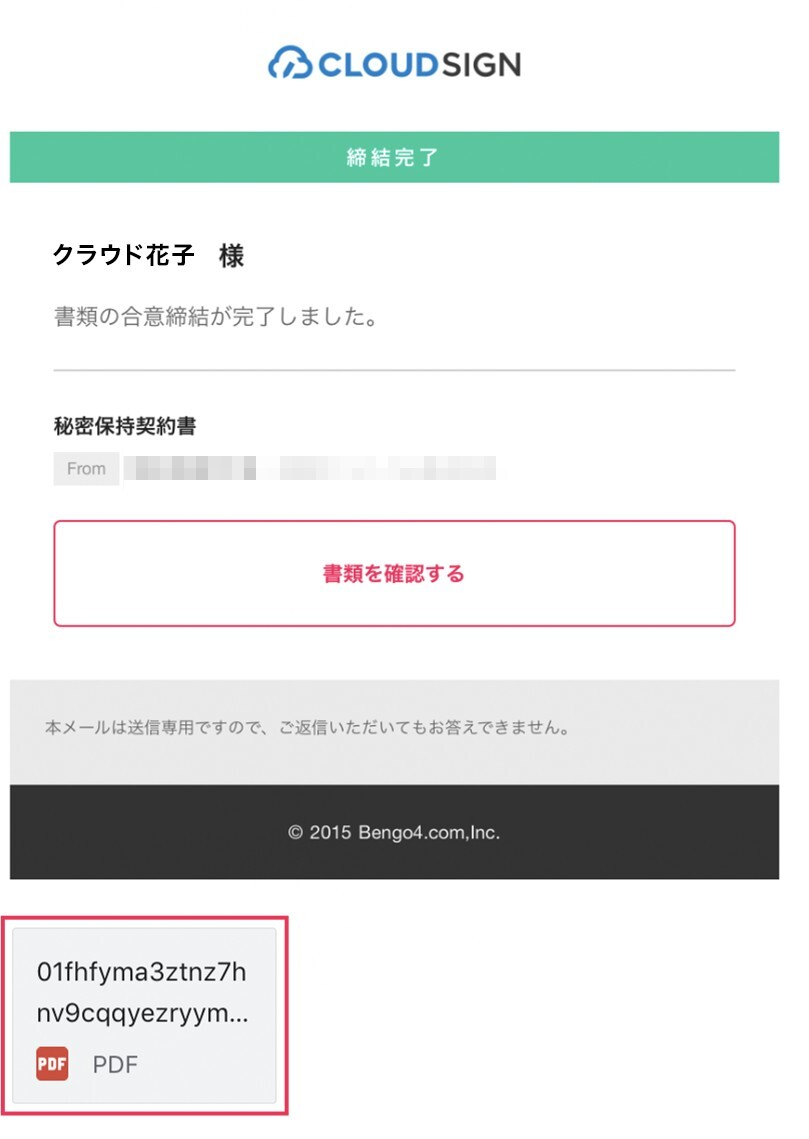 CLOUDSIGN
締結完了
クラウド花子　様
書類の合意締結が完了しました。
秘密保持契約書
From
書類を確認する
本メールは送信専用ですので、ご返信いただいてもお答えできません。
© 2015 Bengo4.com,Inc.
01fhfyma3ztnz7h
nv9cqqyezryym...
PDF PDF